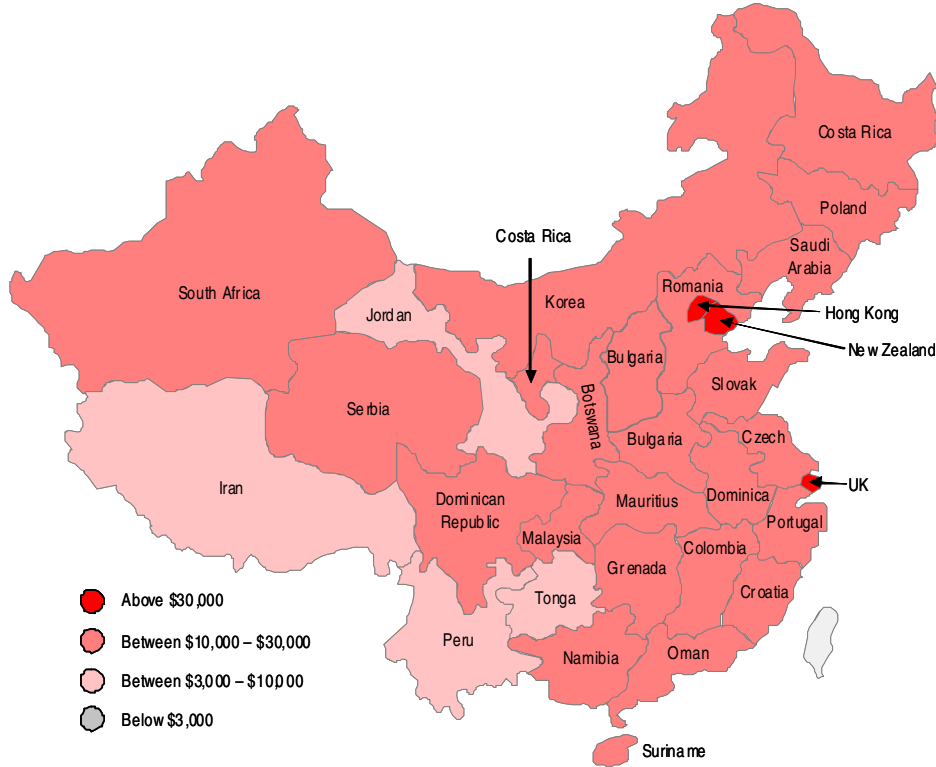 Costa Rica
Poland
Saudi
Arabia
Costa Rica
South Africa
Korea
Romania
Hong Kong
Jordan
New Zealand
Bulgaria
Slovak
Serbia
Botswana
Bulgaria
Czech
Iran
UK
Dominican
Republic
Mauritius
Dominica
Portugal
Malaysia
Colombia
Grenada
Croatia
Tonga
Peru
Namibia
Oman
Suriname
Above $30,000
Between $10,000 – $30,000
Between $3,000 – $10,000
Below $3,000